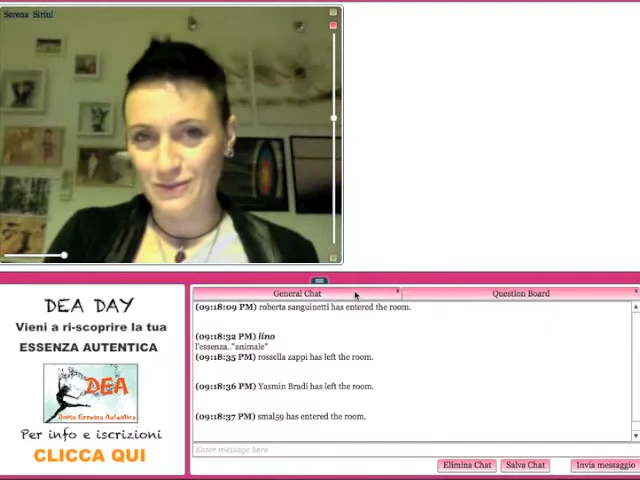 Serena Sirini
General Chat
Question Board
(09:18:09 PM) roberta sanguinetti has entered the room.
(09:18:32 PM) lino
l'essenza.."animale"
(09:18:35 PM) rossella zappi has left the room.
(09:18:36 PM) Yasmin Bradi has left the room.
(09:18:37 PM) smal59 has entered the room.
Enter message here
Elimina Chat
Salva Chat
Invia messaggio
DEA DAY
Vieni a ri-scoprire la tua
ESSENZA AUTENTICA
DEA
Donta Essenza Autentica
Per info e iscrizioni
CLICCA QUI